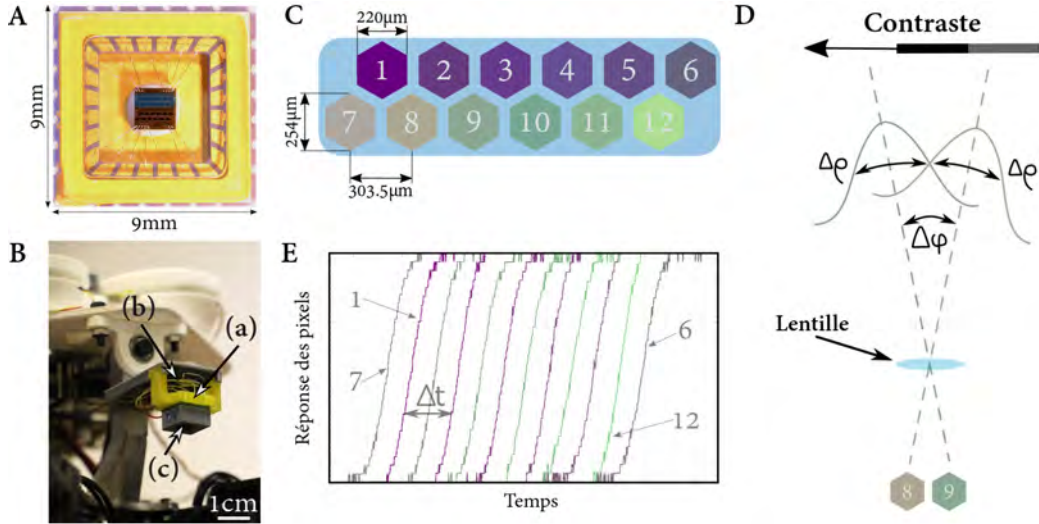 A
9mm
9mm
B
(b)
(a)
(c)
1cm
C
220µm
1
2
3
4
5
6
7
8
9
10
11
12
254µm
303.5µm
E
Réponse des pixels
1
7
Δt
6
12
Temps
D
Contraste
Δρ
Δρ
Δφ
Lentille
8
9